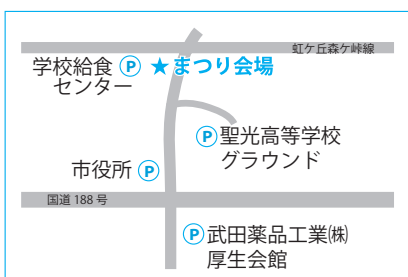 虹ケ丘森ケ峠線
学校給食 Ⓟ ★まつり会場
センター
Ⓟ聖光高等学校
グラウンド
市役所 Ⓟ
国道 188 号
Ⓟ武田薬品工業㈱
厚生会館